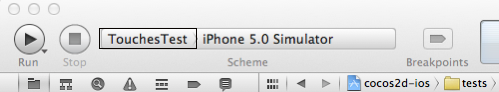 TouchesTest iPhone 5.0 Simulator
Run Stop Scheme Breakpoints
cocos2d-ios tests